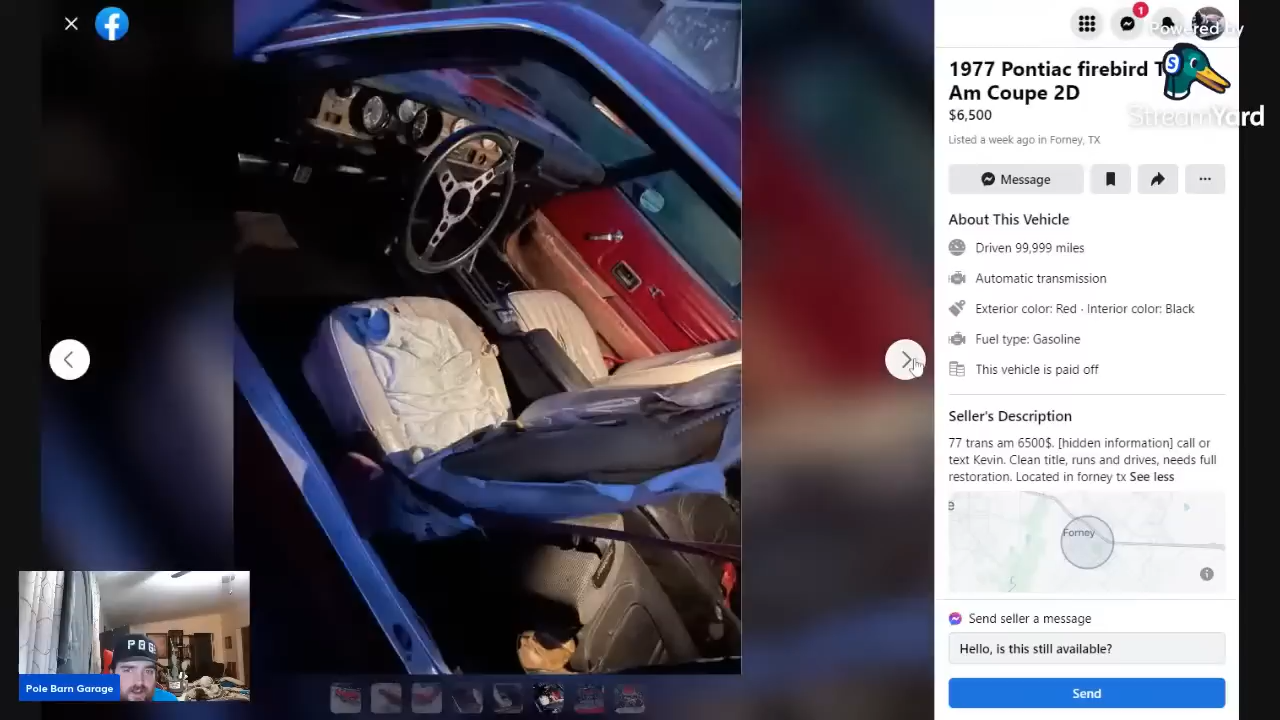 1
Powered by
StreamYard
1977 Pontiac firebird
Am Coupe 2D
$6,500
Listed a week ago in Forney, TX
Message
About This Vehicle
Driven 99,999 miles
Automatic transmission
Exterior color: Red · Interior color: Black
Fuel type: Gasoline
This vehicle is paid off
Seller's Description
77 trans am 6500$. [hidden information] call or
text Kevin. Clean title, runs and drives, needs full
restoration. Located in forney tx See less
e
Forney
Send seller a message
Hello, is this still available?
Send
PBG
Pole Barn Garage